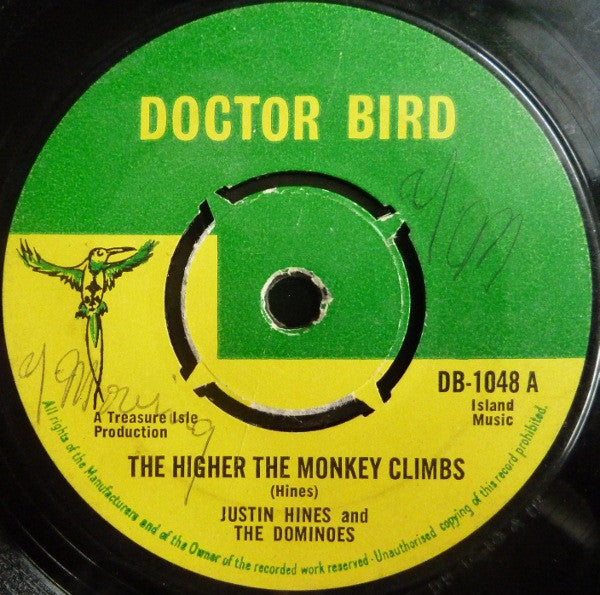 DOCTOR BIRD
DB-1048 A
Island
Music
A Treasure Isle
Production
THE HIGHER THE MONKEY CLIMBS
(Hines)
JUSTIN HINES and
THE DOMINOES
All rights of the Manufacturers and of the Owner of the recorded work reserved · Unauthorised copying of this record prohibited.